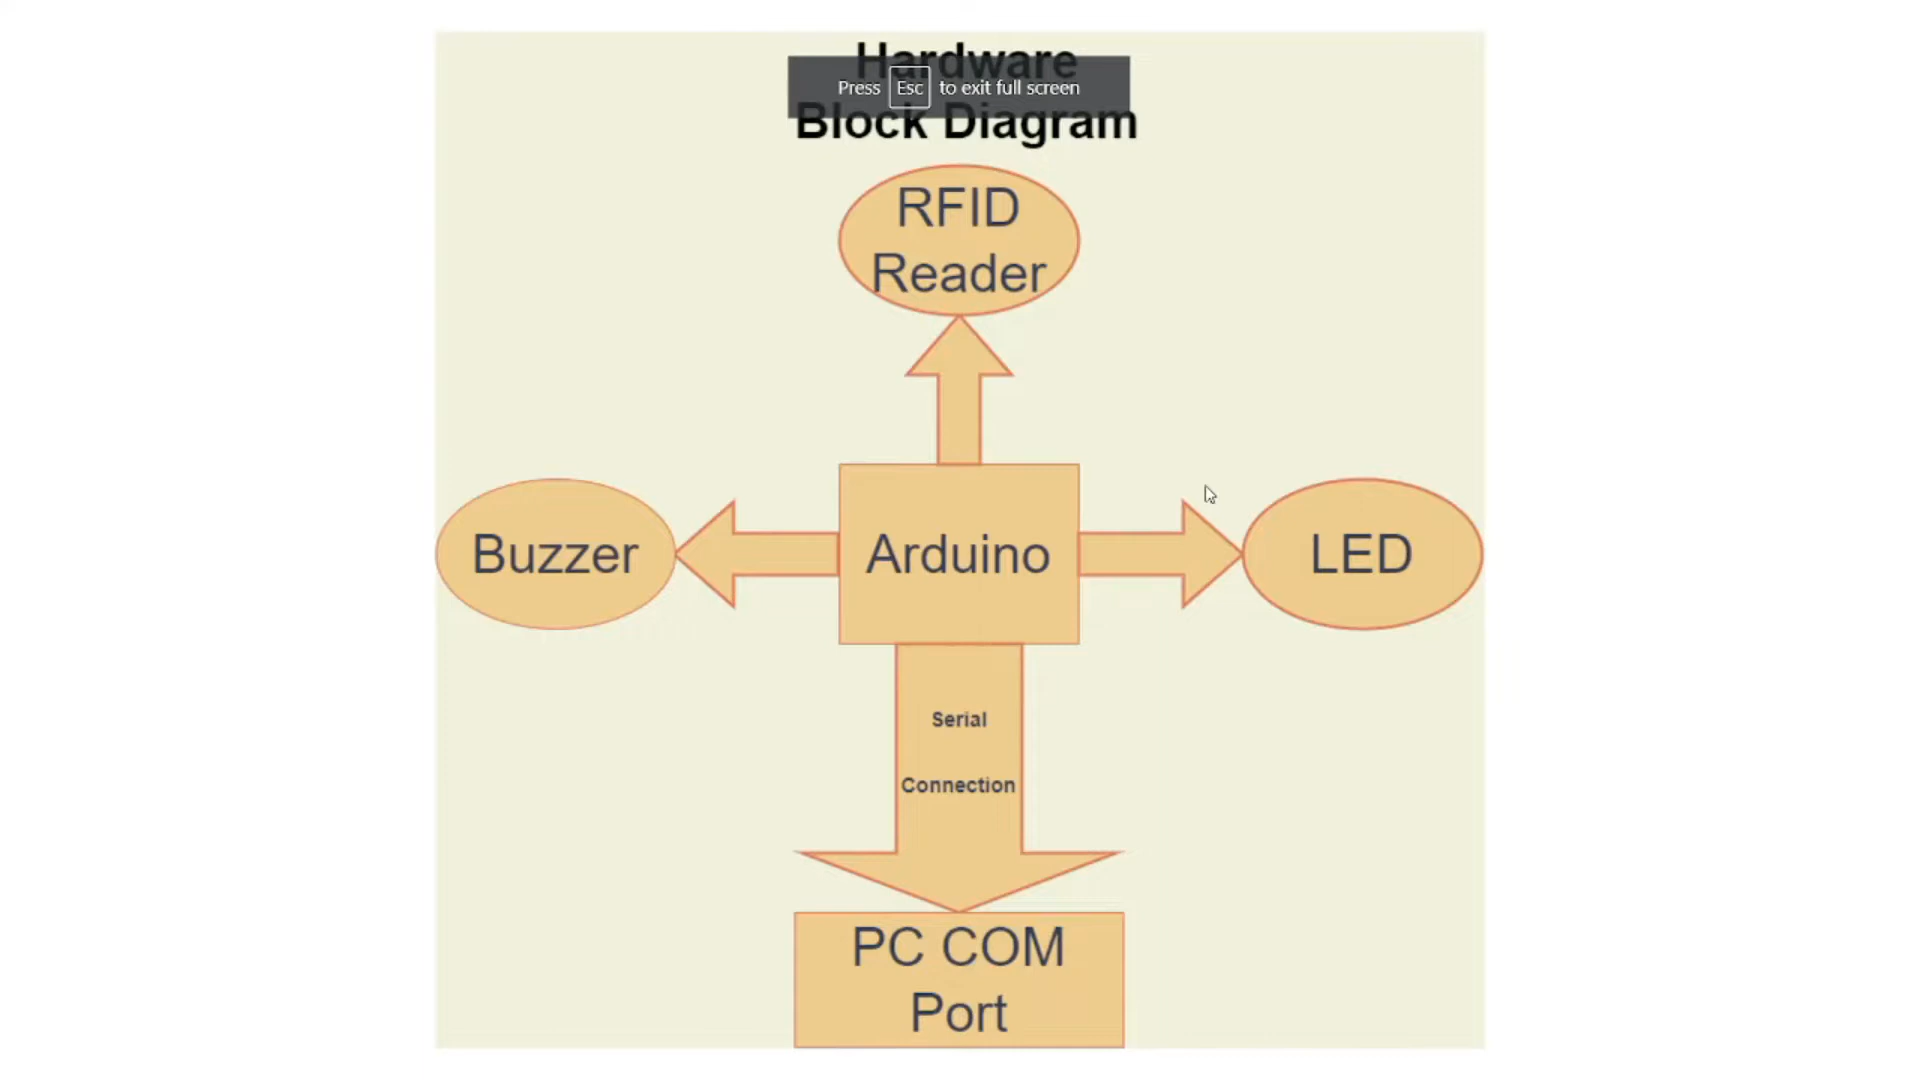 Hardware
Press Esc to exit full screen
Block Diagram
RFID
Reader
Buzzer
Arduino
LED
Serial
Connection
PC COM
Port